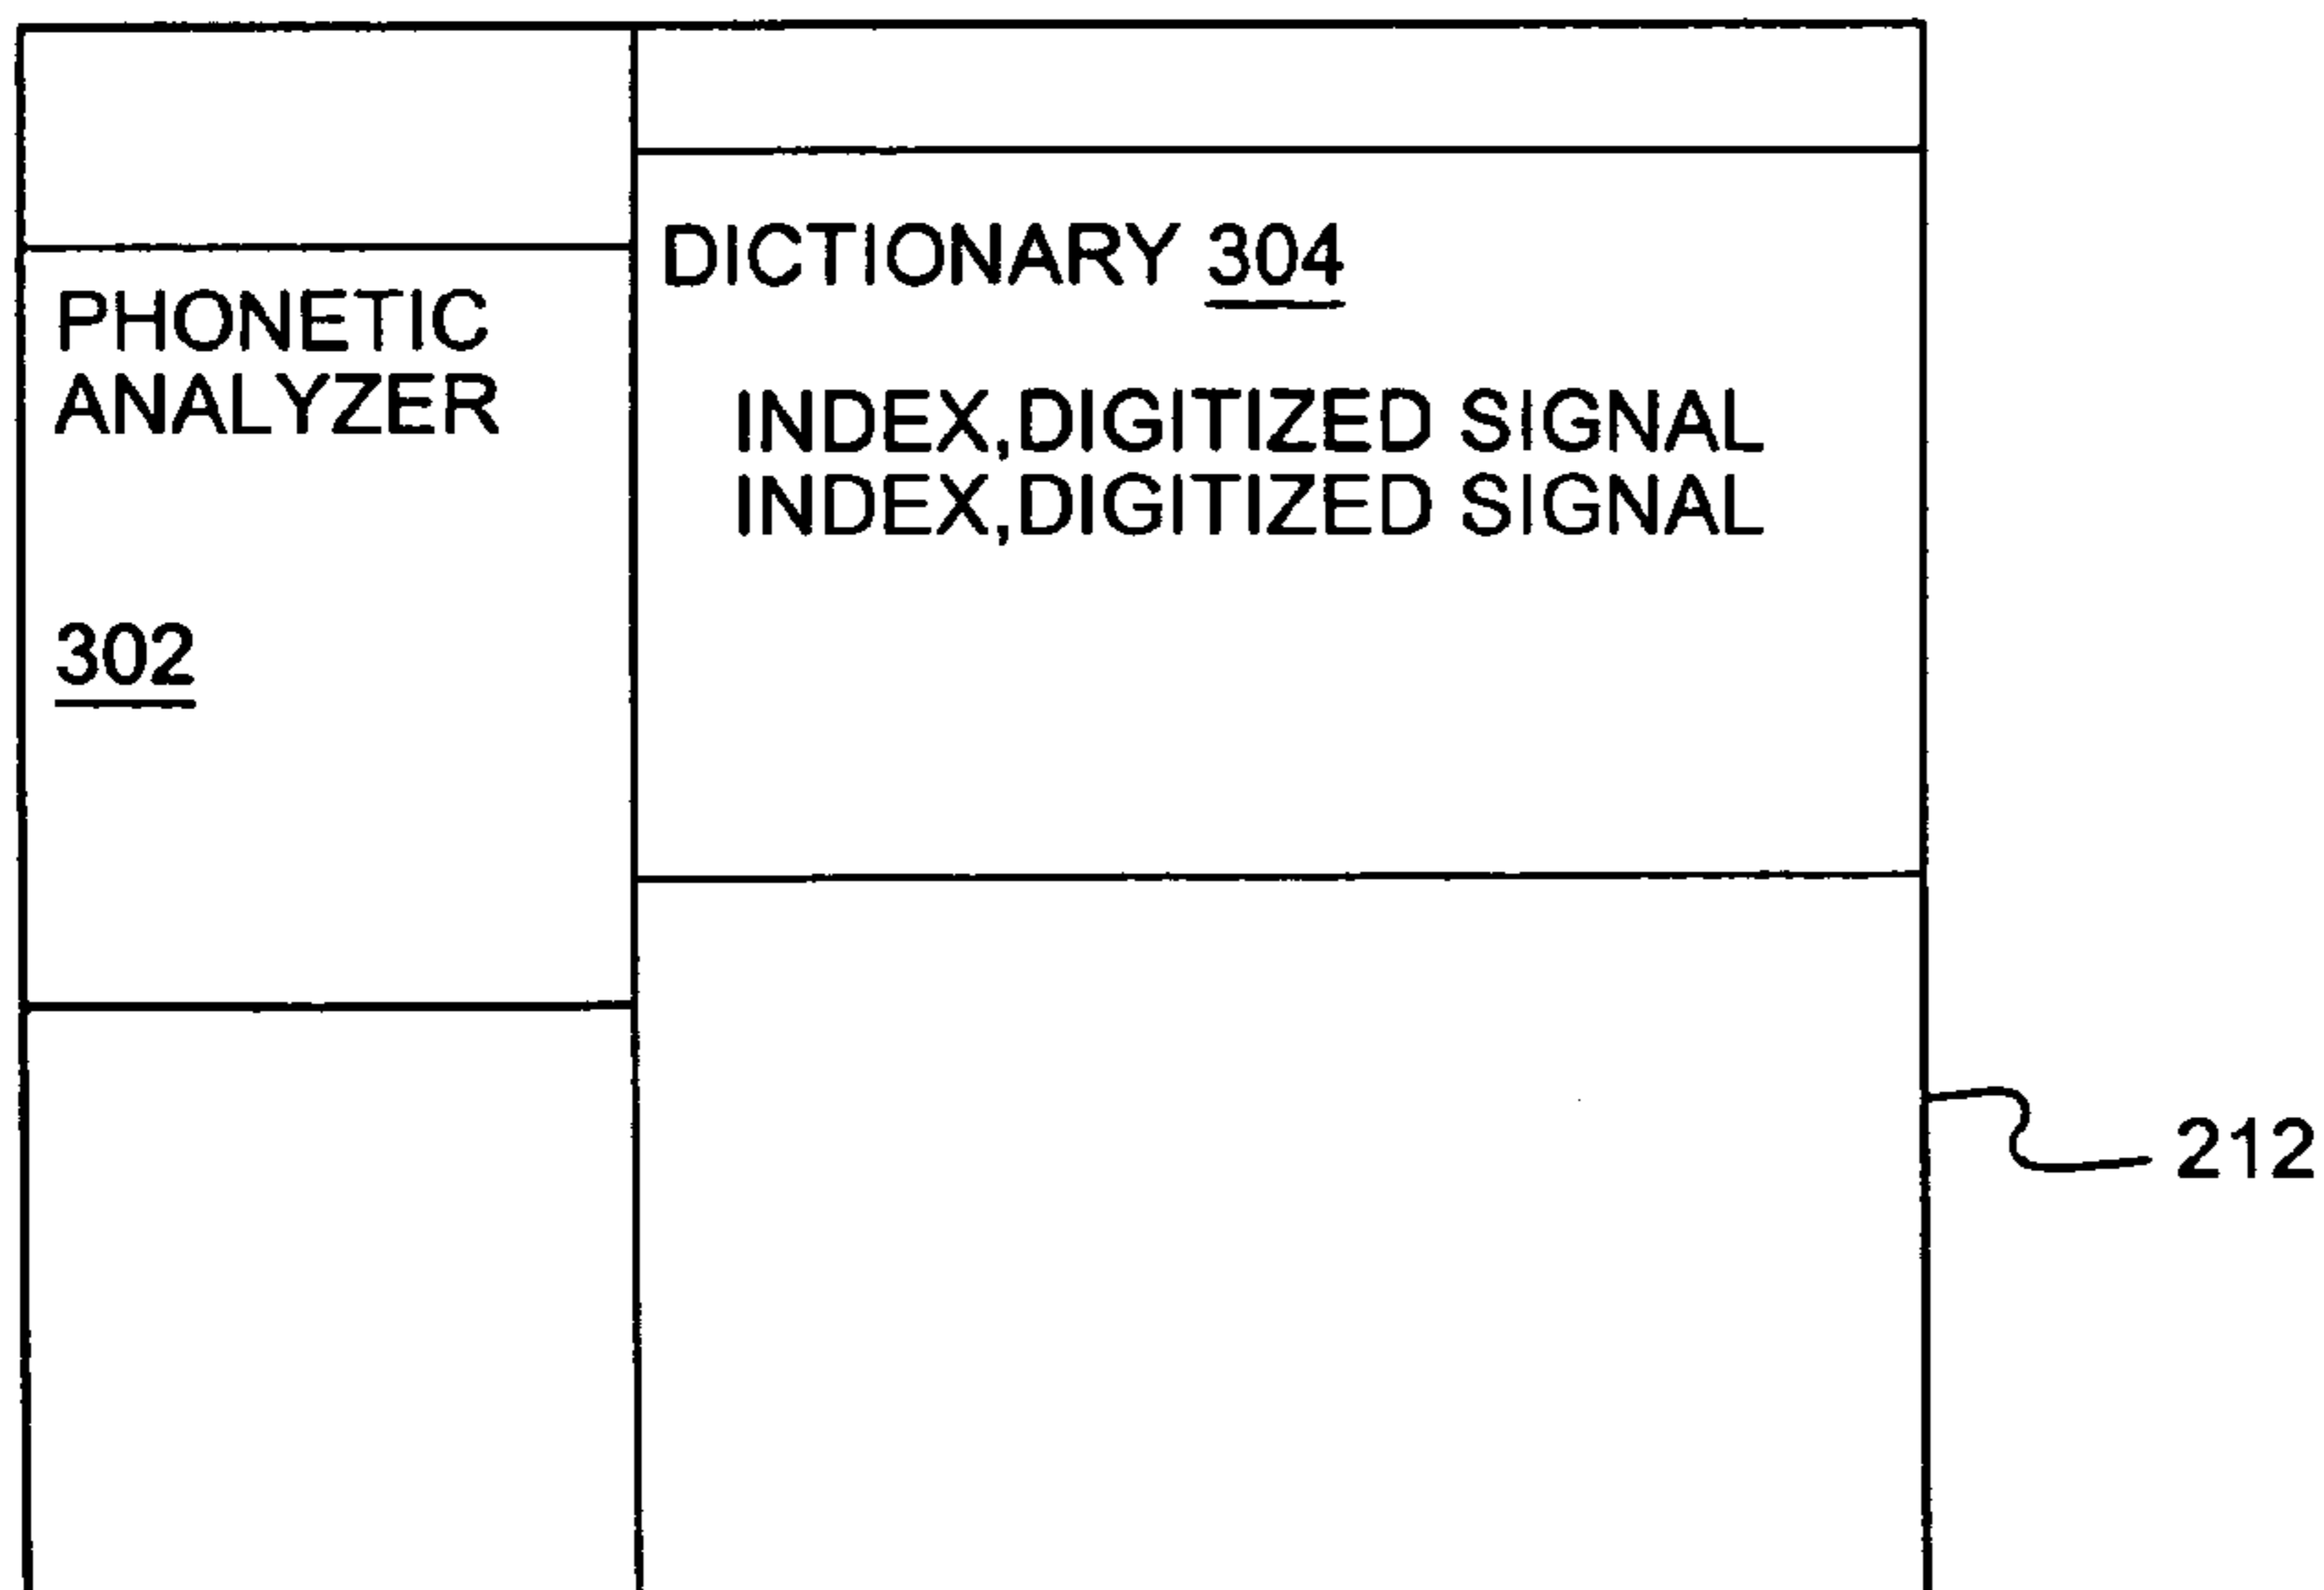 PHONETIC
ANALYZER
302
DICTIONARY 304
INDEX,DIGITIZED SIGNAL
INDEX,DIGITIZED SIGNAL
212